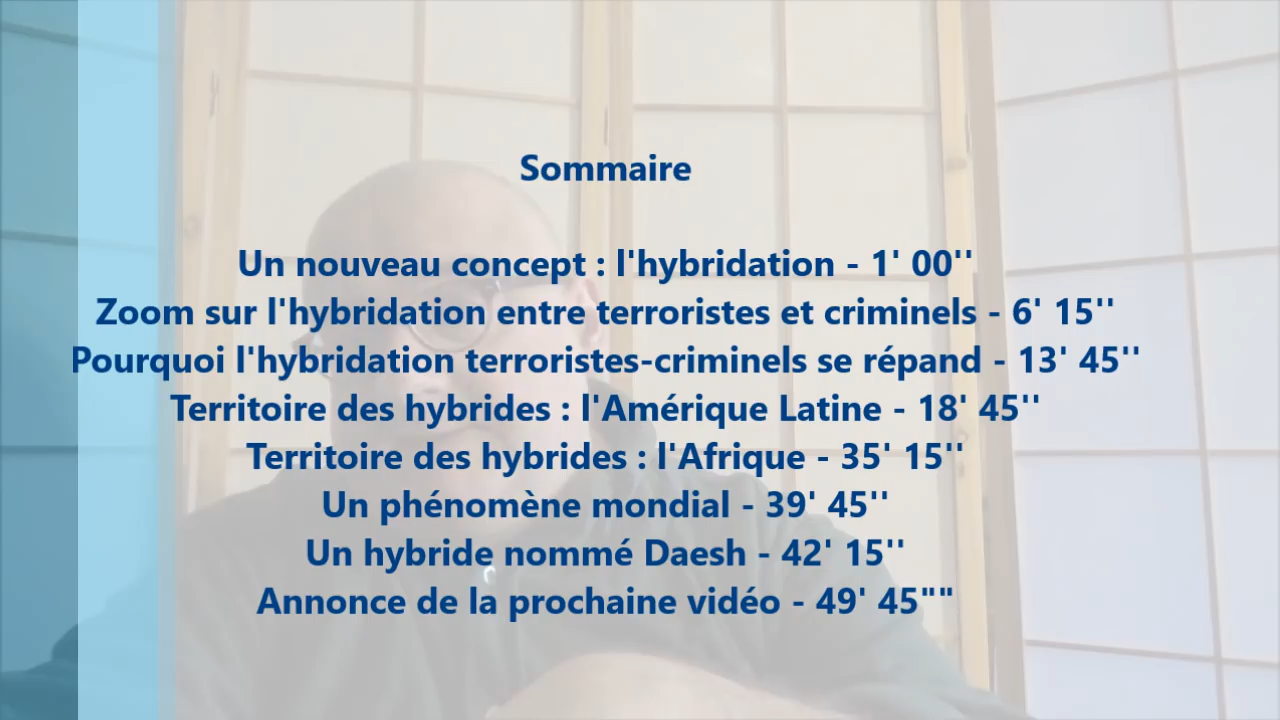 Sommaire
Un nouveau concept : l'hybridation - 1' 00''
Zoom sur l'hybridation entre terroristes et criminels - 6' 15''
Pourquoi l'hybridation terroristes-criminels se répand - 13' 45''
Territoire des hybrides : l'Amérique Latine - 18' 45''
Territoire des hybrides : l'Afrique - 35' 15''
Un phénomène mondial - 39' 45''
Un hybride nommé Daesh - 42' 15''
Annonce de la prochaine vidéo - 49' 45""